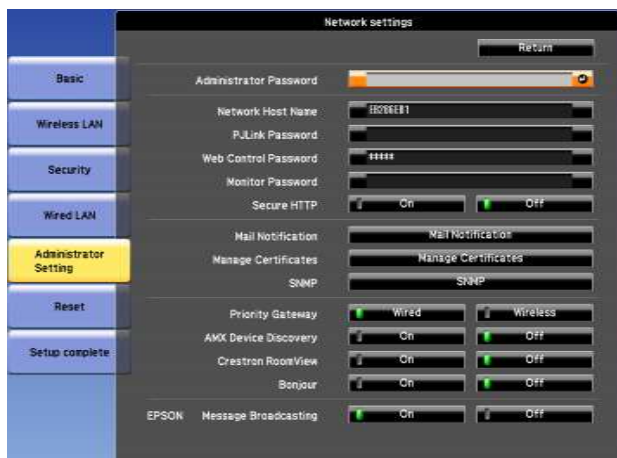 Network settings
Return
Basic
Wireless LAN
Security
Wired LAN
Administrator
Setting
Reset
Setup complete
Administrator Password
Network Host Name EB286EB1
PJLink Password
Web Control Password *****
Monitor Password
Secure HTTP On Off
Mail Notification Mail Notification
Manage Certificates Manage Certificates
SNMP SNMP
Priority Gateway Wired Wireless
AMX Device Discovery On Off
Crestron RoomView On Off
Bonjour On Off
EPSON Message Broadcasting On Off